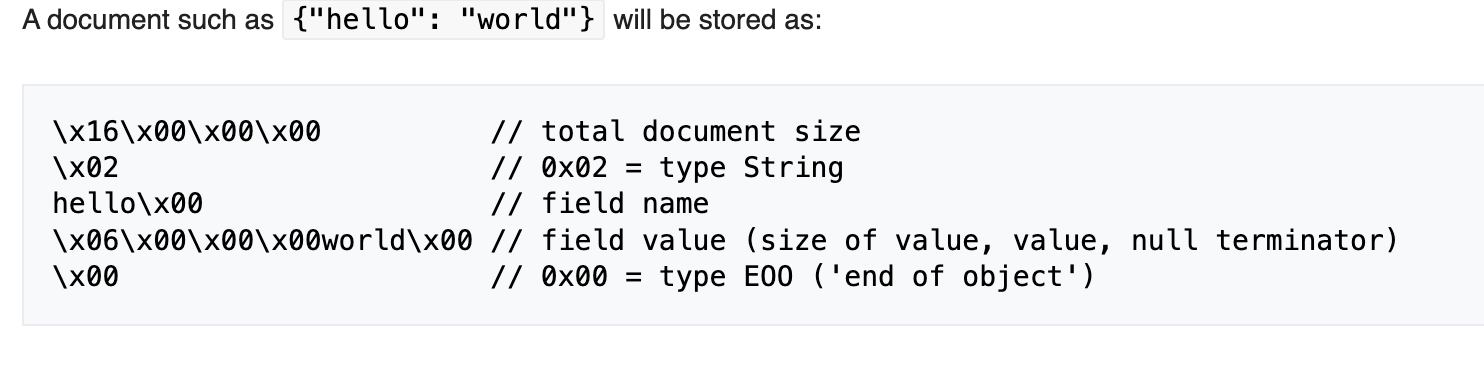 A document such as {"hello": "world"} will be stored as:
\x16\x00\x00\x00 // total document size
\x02 // 0x02 = type String
hello\x00 // field name
\x06\x00\x00\x00world\x00 // field value (size of value, value, null terminator)
\x00 // 0x00 = type EOO ('end of object')